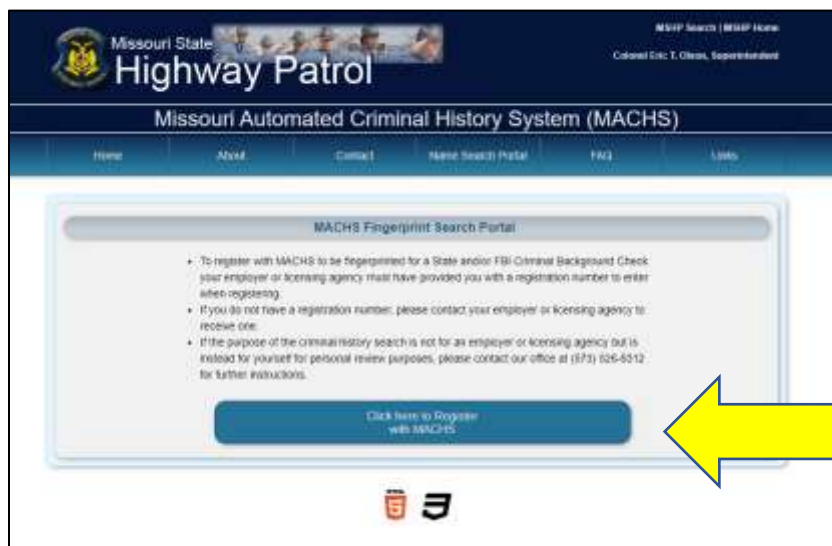 MSHP Search | MSHP Home
Missouri State
Highway Patrol
Colonel Eric T. Olson, Superintendent
Missouri Automated Criminal History System (MACHS)
Home About Contact Name Search Portal FAQ Links
MACHS Fingerprint Search Portal
• To register with MACHS to be fingerprinted for a State and/or FBI Criminal Background Check
your employer or licensing agency must have provided you with a registration number to enter
when registering.
• If you do not have a registration number, please contact your employer or licensing agency to
receive one.
• If the purpose of the criminal history search is not for an employer or licensing agency but is
instead for yourself for personal review purposes, please contact our office at (573) 526-6312
for further instructions.
Click here to Register
with MACHS
HTML
5
3